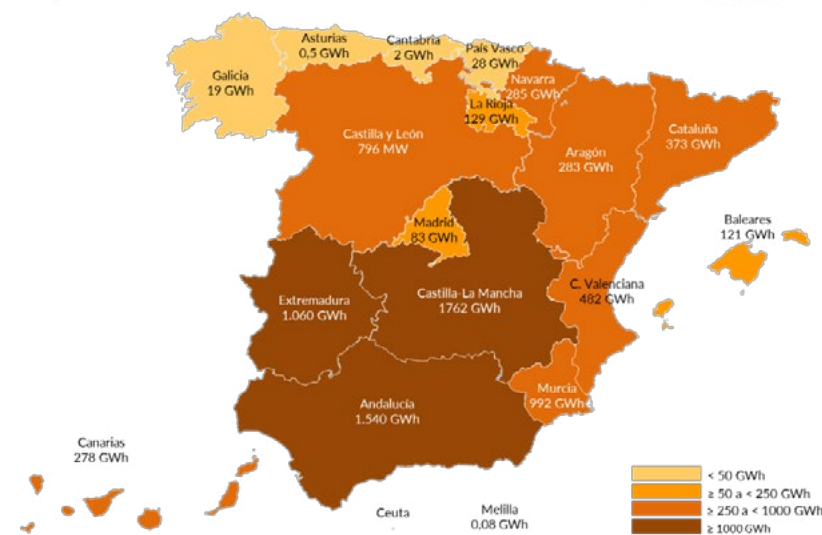 Asturias
0,5 GWh
Cantabria
2 GWh
País Vasco
28 GWh
Galicia
19 GWh
Navarra
285 GWh
La Rioja
129 GWh
Castilla y León
796 MW
Aragón
283 GWh
Cataluña
373 GWh
Madrid
83 GWh
Baleares
121 GWh
Extremadura
1.060 GWh
Castilla-La Mancha
1762 GWh
C. Valenciana
482 GWh
Andalucía
1.540 GWh
Murcia
992 GWh
Canarias
278 GWh
Ceuta
Melilla
0,08 GWh
< 50 GWh
≥ 50 a < 250 GWh
≥ 250 a < 1000 GWh
≥ 1000 GWh